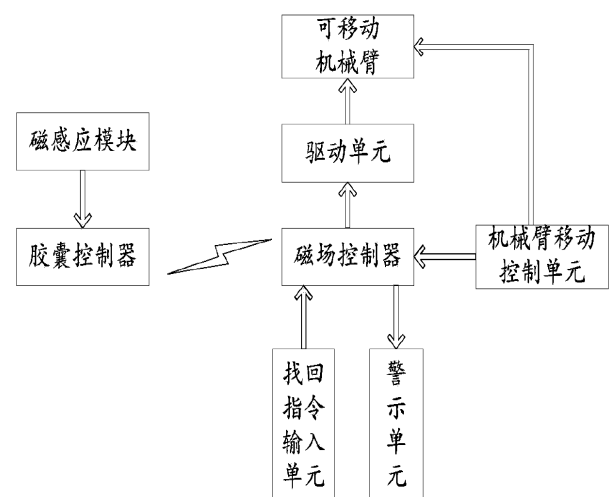 可移动
机械臂
磁感应模块
驱动单元
胶囊控制器
磁场控制器
机械臂移动
控制单元
找回
指令
输入
单元
警
示
单
元